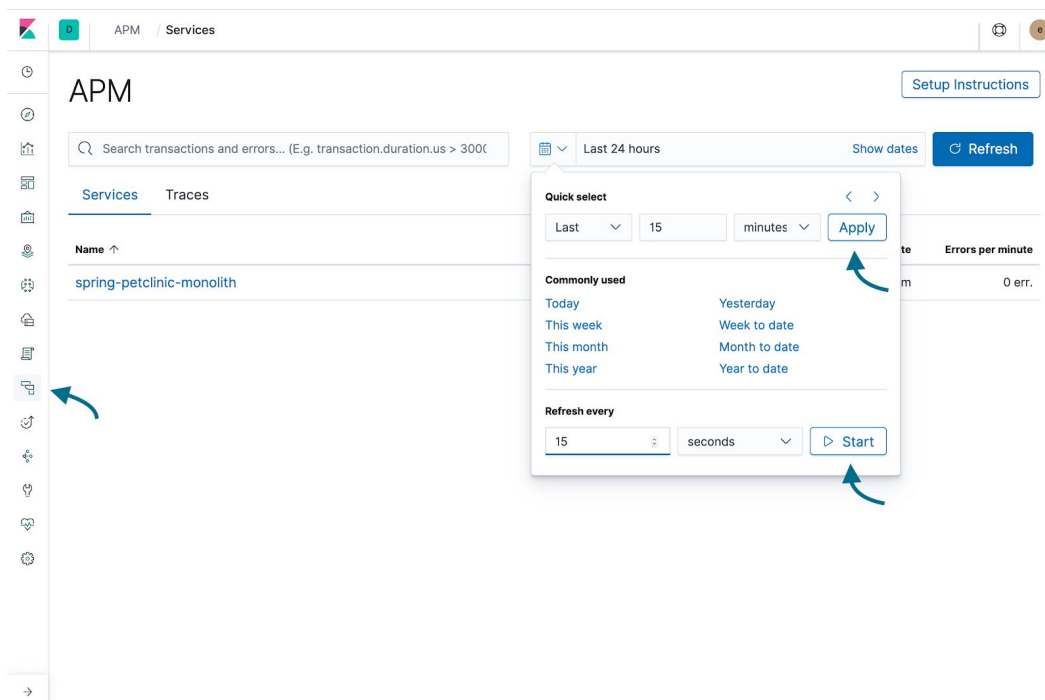 D APM / Services e
APM
Setup Instructions
Search transactions and errors... (E.g. transaction.duration.us > 300
Last 24 hours Show dates Refresh
Services Traces
Quick select
Last 15 minutes Apply
Name ↑ te Errors per minute
spring-petclinic-monolith m 0 err.
Commonly used
Today Yesterday
This week Week to date
This month Month to date
This year Year to date
Refresh every
15 seconds Start